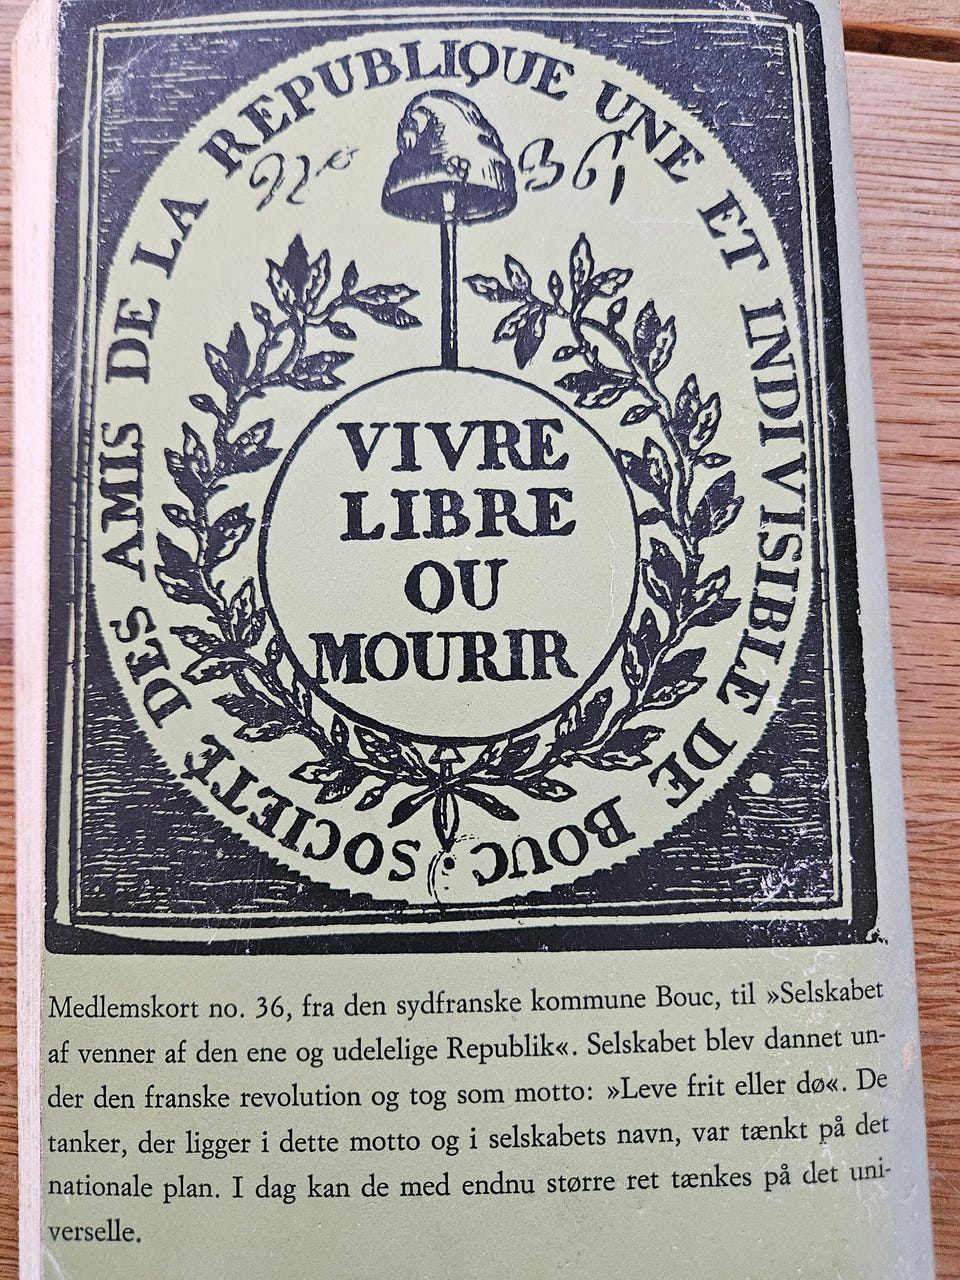 SOCIETÉ DES AMIS DE LA REPUBLIQUE UNE ET INDIVISIBLE DE BOUC
No 36
VIVRE
LIBRE
OU
MOURIR
Medlemskort no. 36, fra den sydfranske kommune Bouc, til »Selskabet
af venner af den ene og udelelige Republik«. Selskabet blev dannet un-
der den franske revolution og tog som motto: »Leve frit eller dø«. De
tanker, der ligger i dette motto og i selskabets navn, var tænkt på det
nationale plan. I dag kan de med endnu større ret tænkes på det uni-
verselle.